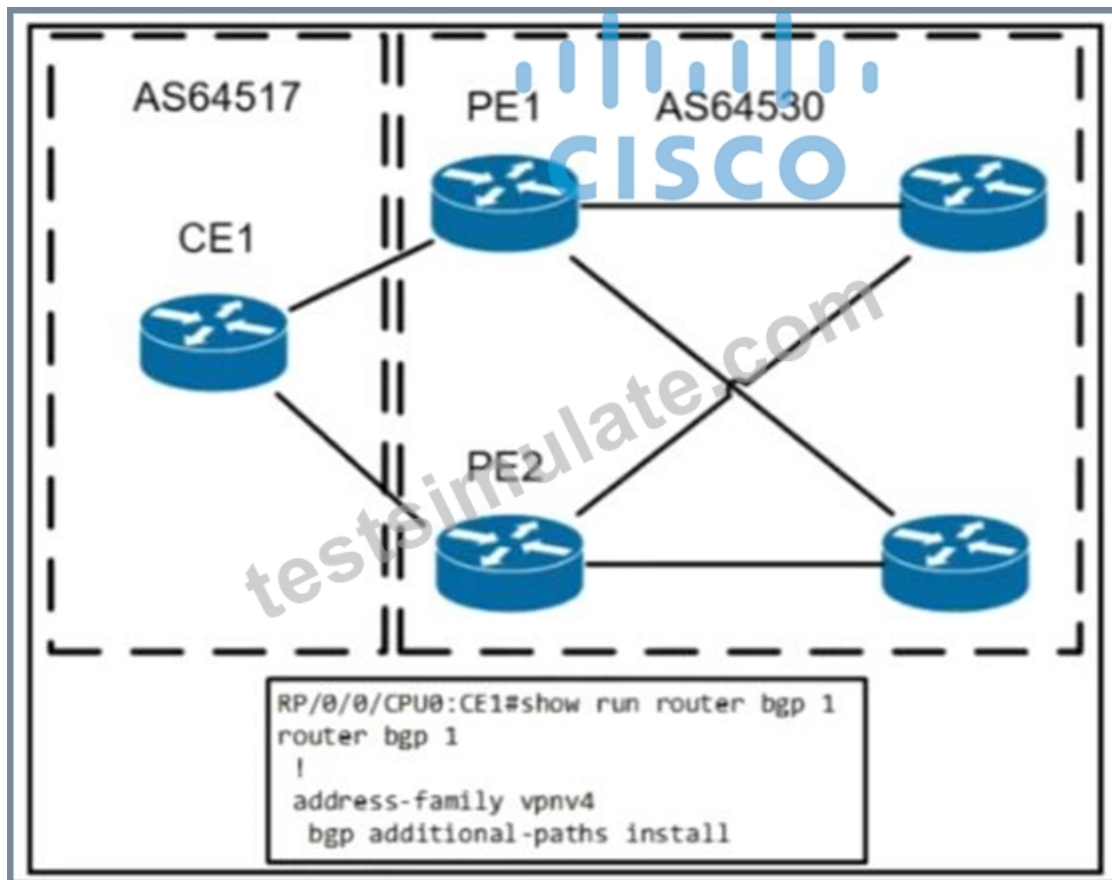 AS64517
PE1
AS64530
CISCO
CE1
PE2
testsimulate.com
RP/0/0/CPU0:CE1#show run router bgp 1
router bgp 1
!
address-family vpnv4
bgp additional-paths install